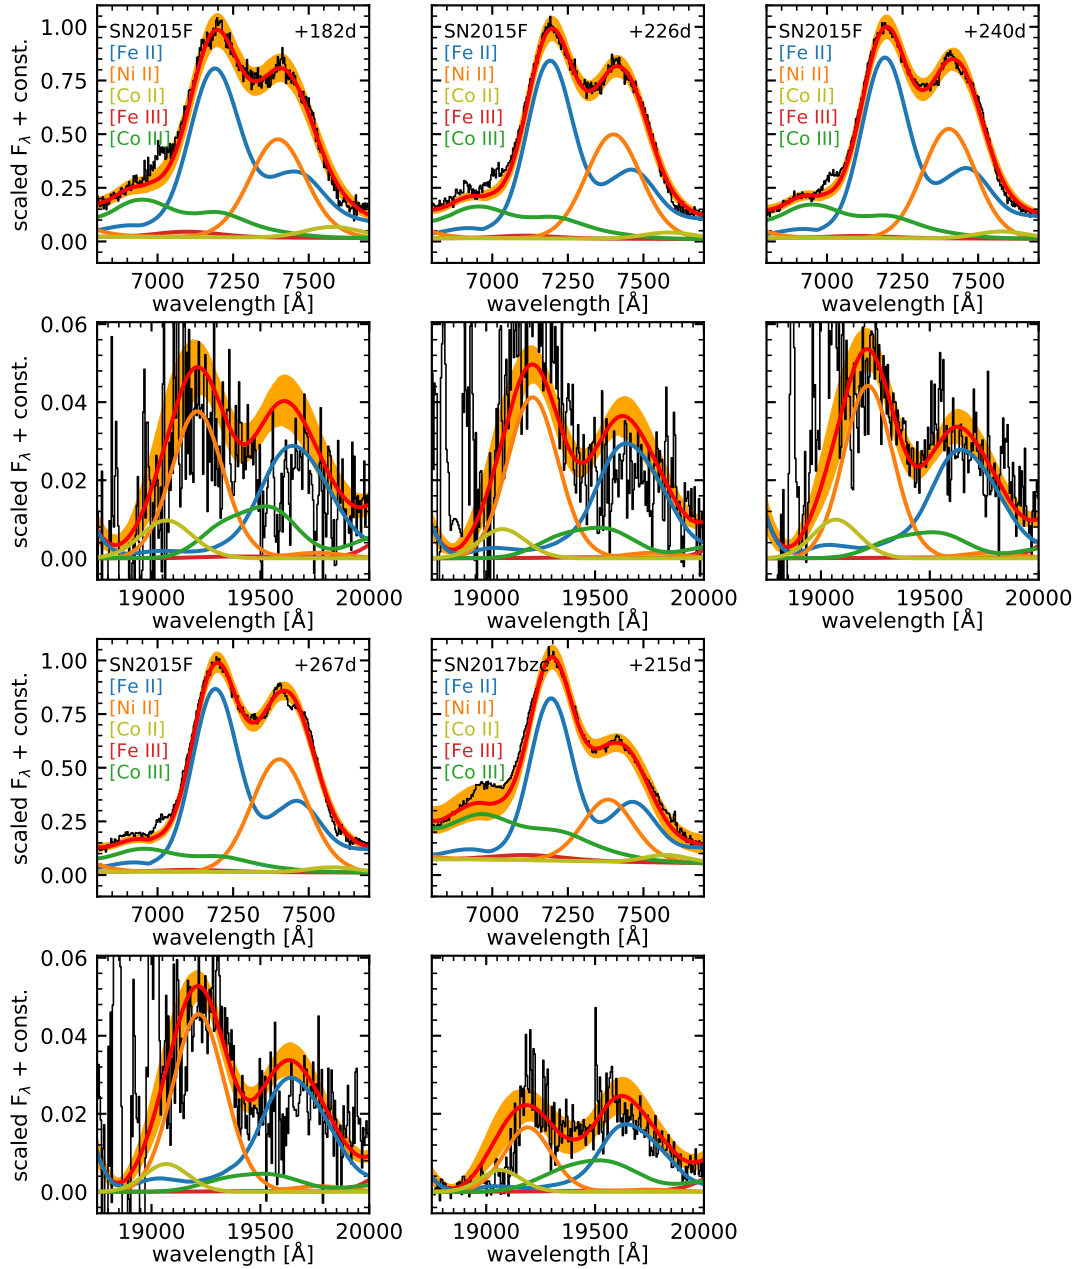 SN2015F +182d
[Fe II]
[Ni II]
[Co II]
[Fe III]
[Co III]
1.00
0.75
0.50
0.25
0.00
scaled Fλ + const.
7000 7250 7500
wavelength [Å]
SN2015F +226d
[Fe II]
[Ni II]
[Co II]
[Fe III]
[Co III]
7000 7250 7500
wavelength [Å]
SN2015F +240d
[Fe II]
[Ni II]
[Co II]
[Fe III]
[Co III]
7000 7250 7500
wavelength [Å]
0.06
0.04
0.02
0.00
scaled Fλ + const.
19000 19500 20000
wavelength [Å]
19000 19500 20000
wavelength [Å]
19000 19500 20000
wavelength [Å]
SN2015F +267d
[Fe II]
[Ni II]
[Co II]
[Fe III]
[Co III]
1.00
0.75
0.50
0.25
0.00
scaled Fλ + const.
7000 7250 7500
wavelength [Å]
SN2017bzc +215d
[Fe II]
[Ni II]
[Co II]
[Fe III]
[Co III]
7000 7250 7500
wavelength [Å]
0.06
0.04
0.02
0.00
scaled Fλ + const.
19000 19500 20000
wavelength [Å]
19000 19500 20000
wavelength [Å]